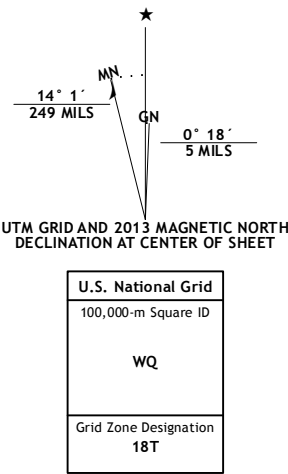 ★
MN
14° 1´
249 MILS
GN
0° 18´
5 MILS
UTM GRID AND 2013 MAGNETIC NORTH
DECLINATION AT CENTER OF SHEET
U.S. National Grid
100,000-m Square ID
WQ
Grid Zone Designation
18T